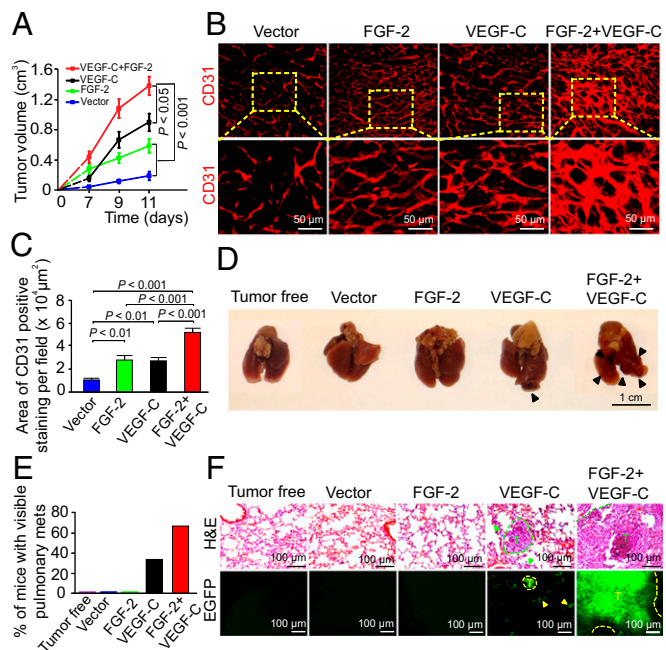 A
VEGF-C+FGF-2
VEGF-C
FGF-2
Vector
Tumor volume (cm³)
1.6
1.2
0.8
0.4
0
0 7 9 11
Time (days)
P < 0.05
P < 0.001
B
Vector FGF-2 VEGF-C FGF-2+VEGF-C
CD31
CD31
50 µm 50 µm 50 µm 50 µm
C
Area of CD31 positive
staining per field (x 10⁴µm²)
6
4
2
0
P < 0.001
P < 0.001
P < 0.01
P < 0.001
P < 0.01
Vector
FGF-2
VEGF-C
FGF-2+
VEGF-C
D
Tumor free Vector FGF-2 VEGF-C FGF-2+
VEGF-C
1 cm
E
% of mice with visible
pulmonary mets
80
60
40
20
0
Tumor free
Vector
FGF-2
VEGF-C
FGF-2+
VEGF-C
F
Tumor free Vector FGF-2 VEGF-C FGF-2+
VEGF-C
H&E
100 µm 100 µm 100 µm 100 µm 100 µm
EGFP
T T
100 µm 100 µm 100 µm 100 µm 100 µm